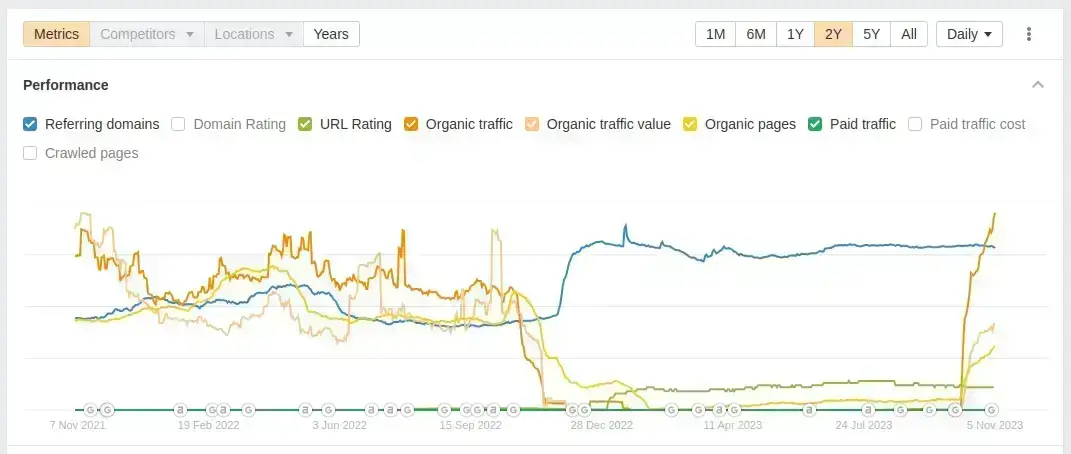 Metrics Competitors Locations Years 1M 6M 1Y 2Y 5Y All Daily
Performance
Referring domains Domain Rating URL Rating Organic traffic Organic traffic value Organic pages Paid traffic Paid traffic cost
Crawled pages
G G a G a G a G a a G G G G a G G G G G a G a a G G G G
7 Nov 2021 19 Feb 2022 3 Jun 2022 15 Sep 2022 28 Dec 2022 11 Apr 2023 24 Jul 2023 5 Nov 2023